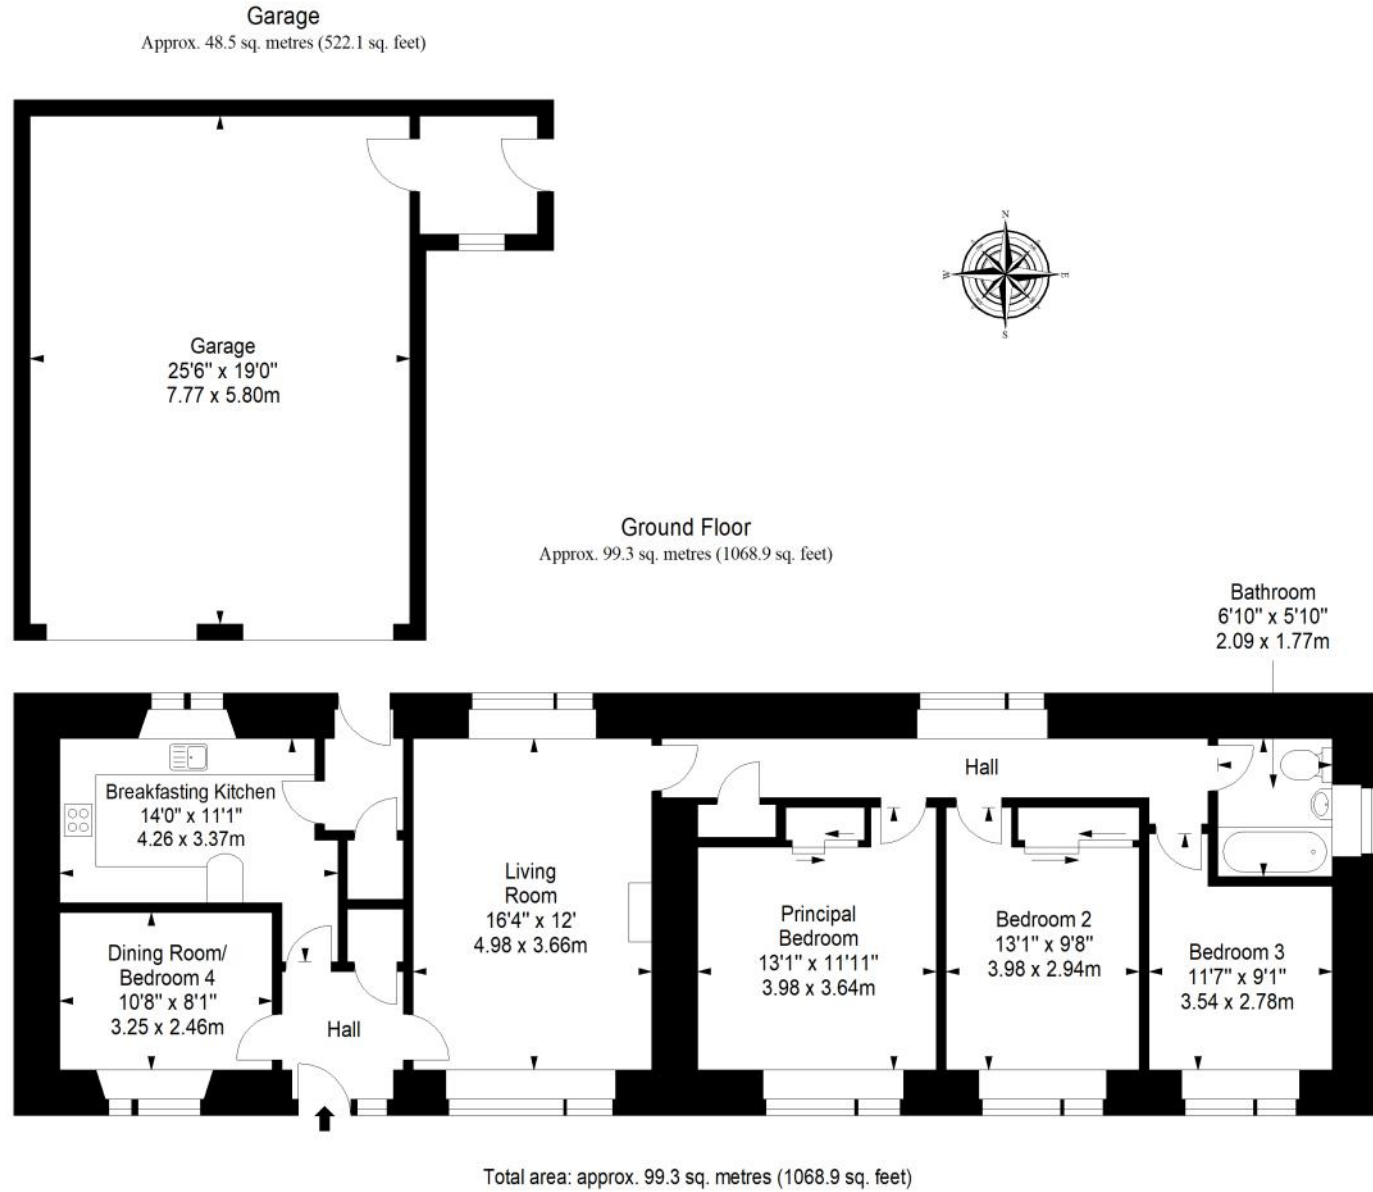 Garage
Approx. 48.5 sq. metres (522.1 sq. feet)
N
W
E
S
Garage
25'6" x 19'0"
7.77 x 5.80m
Ground Floor
Approx. 99.3 sq. metres (1068.9 sq. feet)
Bathroom
6'10" x 5'10"
2.09 x 1.77m
Breakfasting Kitchen
14'0" x 11'1"
4.26 x 3.37m
Hall
Living
Room
16'4" x 12'
4.98 x 3.66m
Principal
Bedroom
13'1" x 11'11"
3.98 x 3.64m
Bedroom 2
13'1" x 9'8"
3.98 x 2.94m
Bedroom 3
11'7" x 9'1"
3.54 x 2.78m
Dining Room/
Bedroom 4
10'8" x 8'1"
3.25 x 2.46m
Hall
Total area: approx. 99.3 sq. metres (1068.9 sq. feet)